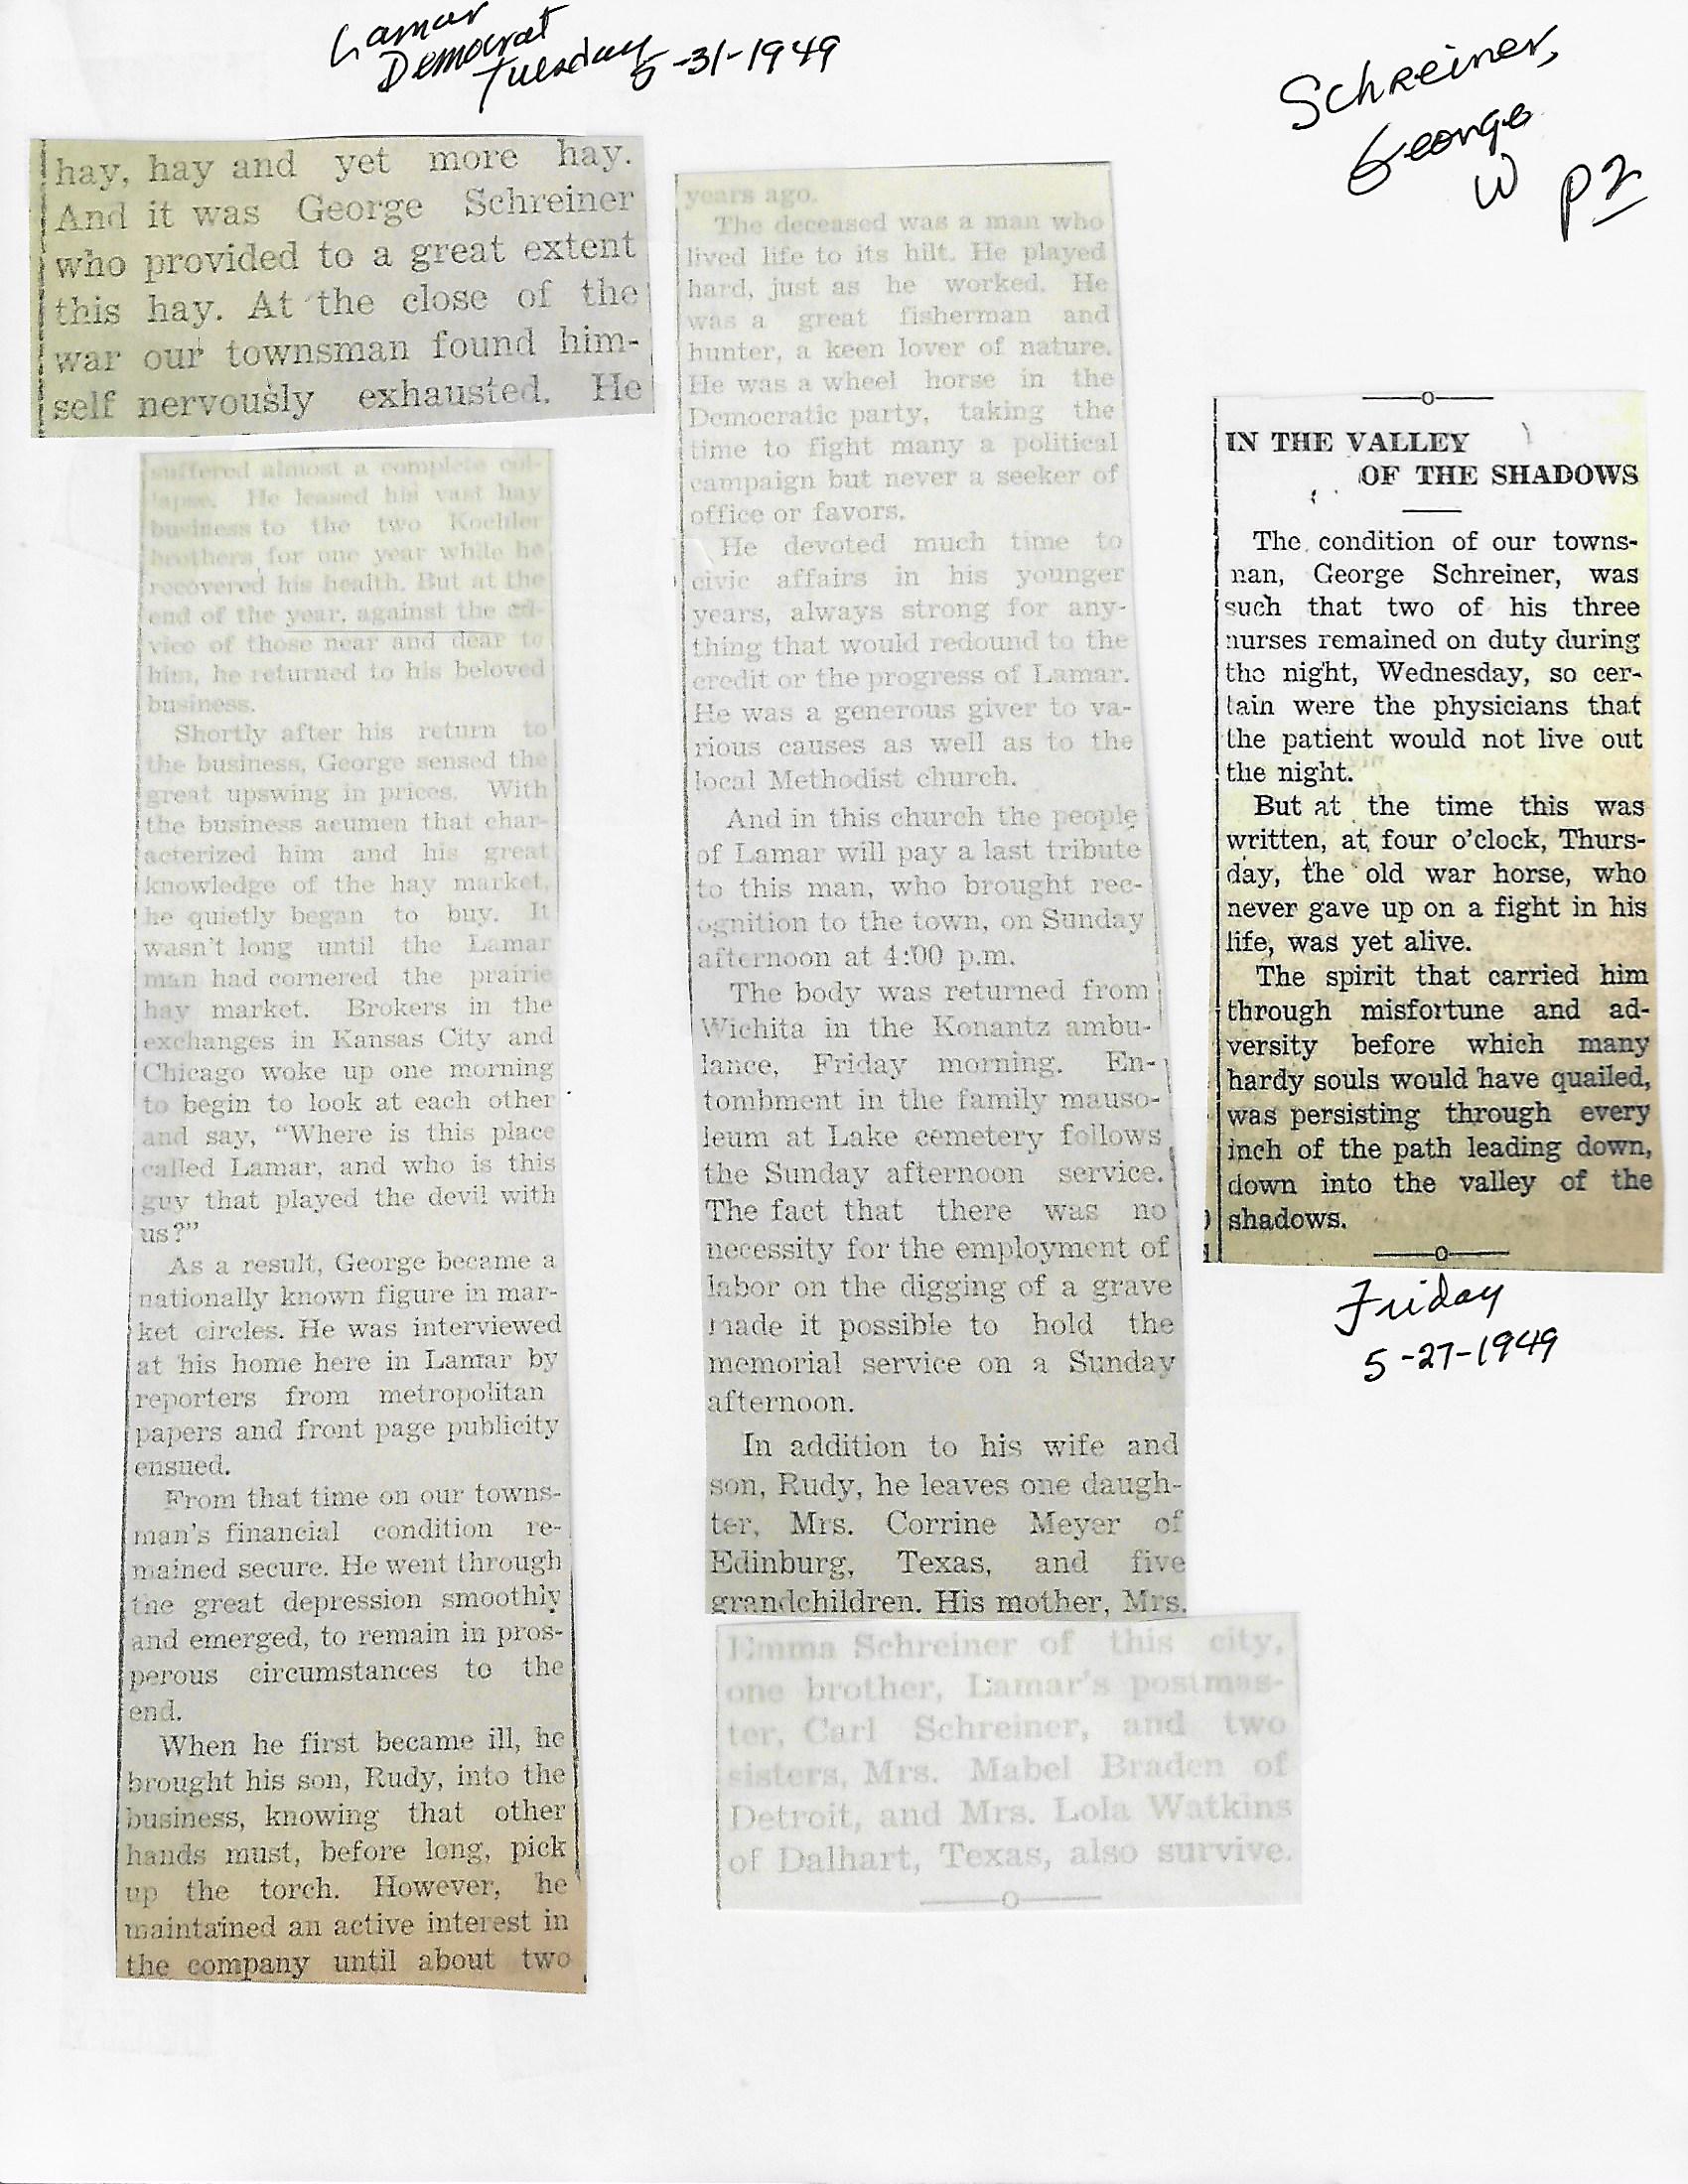 Lamar
Democrat
Tuesday 5-31-1949
Schreiner,
George
W p2
hay, hay and yet more hay.
And it was George Schreiner
who provided to a great extent
this hay. At the close of the
war our townsman found him-
self nervously exhausted. He
suffered almost a complete col-
lapse. He leased his vast hay
business to the two Koehler
brothers for one year while he
recovered his health. But at the
end of the year, against the ad-
vice of those near and dear to
him, he returned to his beloved
business.
Shortly after his return to
the business, George sensed the
great upswing in prices. With
the business acumen that char-
acterized him and his great
knowledge of the hay market,
he quietly began to buy. It
wasn't long until the Lamar
man had cornered the prairie
hay market. Brokers in the
exchanges in Kansas City and
Chicago woke up one morning
to begin to look at each other
and say, "Where is this place
called Lamar, and who is this
guy that played the devil with
us?"
As a result, George became a
nationally known figure in mar-
ket circles. He was interviewed
at his home here in Lamar by
reporters from metropolitan
papers and front page publicity
ensued.
From that time on our towns-
man's financial condition re-
mained secure. He went through
the great depression smoothly
and emerged, to remain in pros-
perous circumstances to the
end.
When he first became ill, he
brought his son, Rudy, into the
business, knowing that other
hands must, before long, pick
up the torch. However, he
maintained an active interest in
the company until about two
years ago.
The deceased was a man who
lived life to its hilt. He played
hard, just as he worked. He
was a great fisherman and
hunter, a keen lover of nature.
He was a wheel horse in the
Democratic party, taking the
time to fight many a political
campaign but never a seeker of
office or favors.
He devoted much time to
civic affairs in his younger
years, always strong for any-
thing that would redound to the
credit or the progress of Lamar.
He was a generous giver to va-
rious causes as well as to the
local Methodist church.
And in this church the people
of Lamar will pay a last tribute
to this man, who brought rec-
ognition to the town, on Sunday
afternoon at 4:00 p.m.
The body was returned from
Wichita in the Konantz ambu-
lance, Friday morning. En-
tombment in the family mauso-
leum at Lake cemetery follows
the Sunday afternoon service.
The fact that there was no
necessity for the employment of
labor on the digging of a grave
made it possible to hold the
memorial service on a Sunday
afternoon.
In addition to his wife and
son, Rudy, he leaves one daugh-
ter, Mrs. Corrine Meyer of
Edinburg, Texas, and five
grandchildren. His mother, Mrs.
Emma Schreiner of this city,
one brother, Lamar's postmas-
ter, Carl Schreiner, and two
sisters, Mrs. Mabel Braden of
Detroit, and Mrs. Lola Watkins
of Dalhart, Texas, also survive.
IN THE VALLEY
OF THE SHADOWS
The condition of our towns-
nan, George Schreiner, was
such that two of his three
nurses remained on duty during
the night, Wednesday, so cer-
tain were the physicians that
the patient would not live out
the night.
But at the time this was
written, at four o'clock, Thurs-
day, the old war horse, who
never gave up on a fight in his
life, was yet alive.
The spirit that carried him
through misfortune and ad-
versity before which many
hardy souls would have quailed,
was persisting through every
inch of the path leading down,
down into the valley of the
shadows.
Friday
5-27-1949